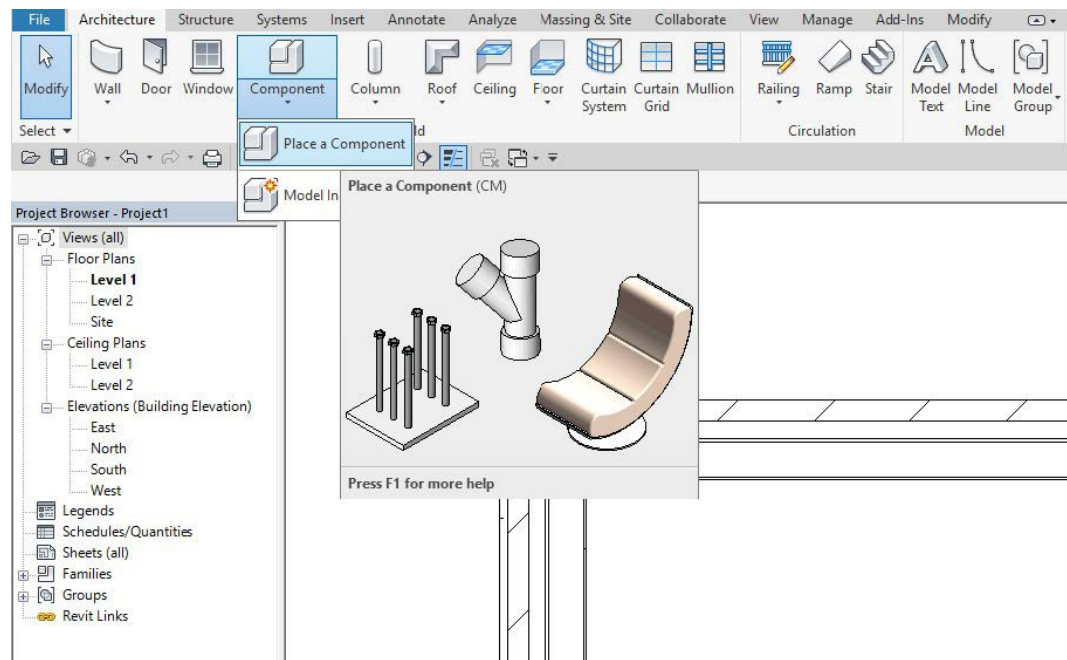 File Architecture Structure Systems Insert Annotate Analyze Massing & Site Collaborate View Manage Add-Ins Modify
Modify Wall Door Window Component Column Roof Ceiling Floor Curtain System Curtain Grid Mullion Railing Ramp Stair Model Text Model Line Model Group
Select Circulation Model
Place a Component
Model In
Place a Component (CM)
Press F1 for more help
Project Browser - Project1
Views (all)
Floor Plans
Level 1
Level 2
Site
Ceiling Plans
Level 1
Level 2
Elevations (Building Elevation)
East
North
South
West
Legends
Schedules/Quantities
Sheets (all)
Families
Groups
Revit Links